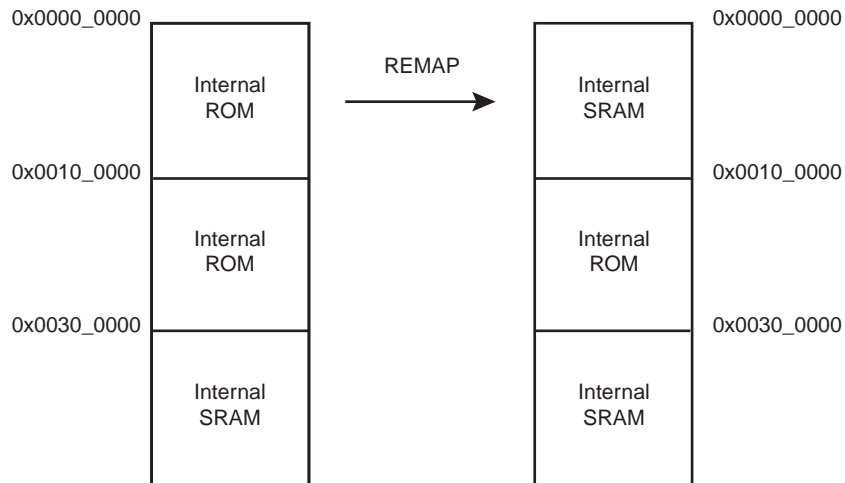 0x0000_0000
0x0000_0000
Internal
ROM
REMAP
Internal
SRAM
0x0010_0000
0x0010_0000
Internal
ROM
Internal
ROM
0x0030_0000
0x0030_0000
Internal
SRAM
Internal
SRAM